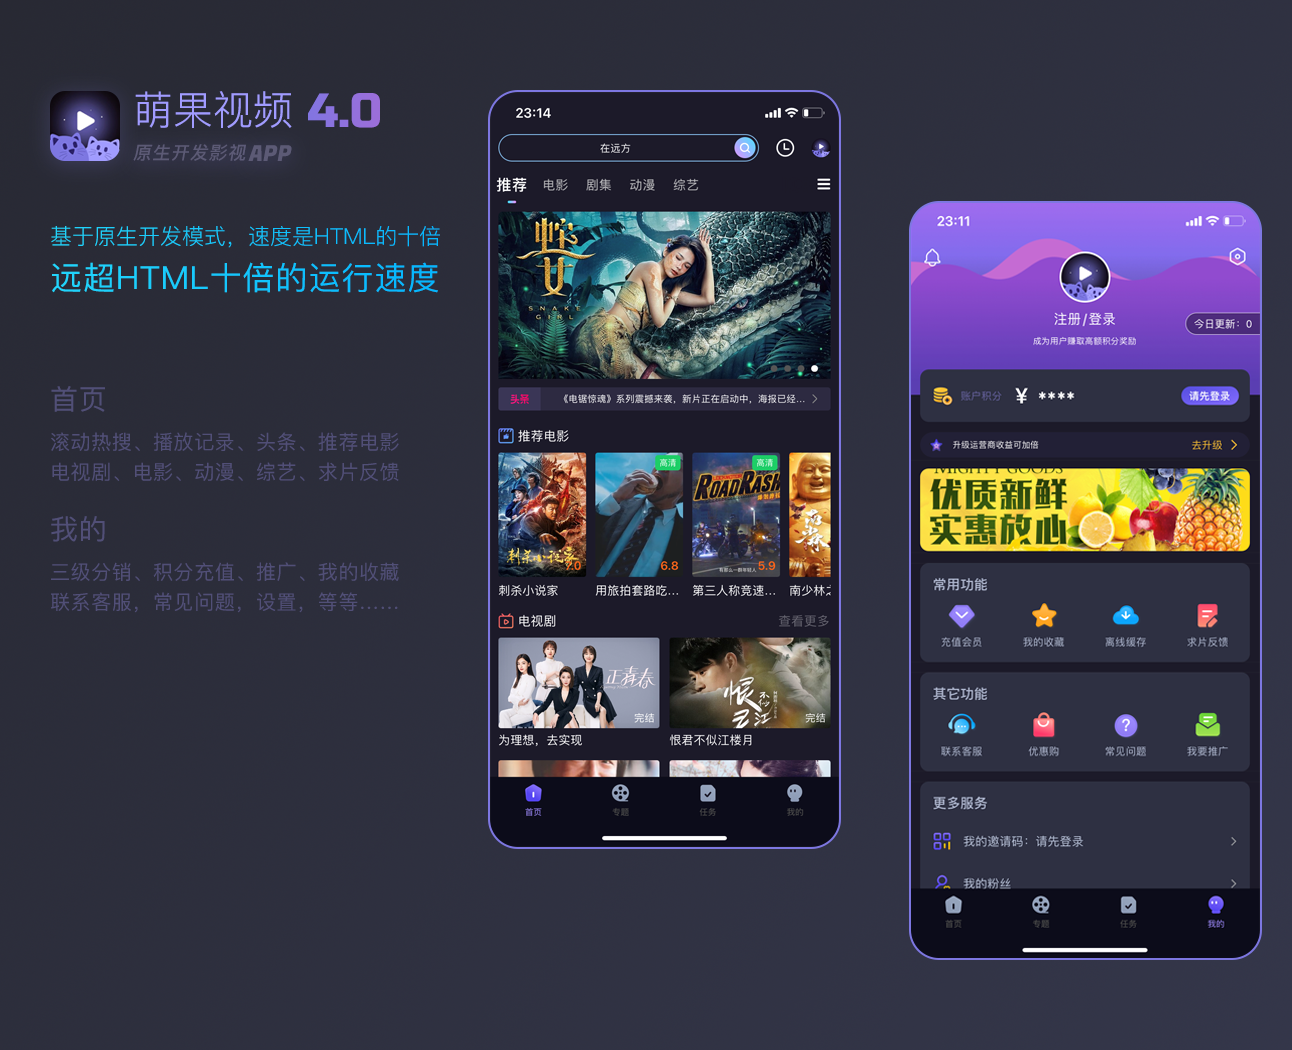 萌果视频 4.0
原生开发影视APP
基于原生开发模式，速度是HTML的十倍
远超HTML十倍的运行速度
首页
滚动热搜、播放记录、头条、推荐电影
电视剧、电影、动漫、综艺、求片反馈
我的
三级分销、积分充值、推广、我的收藏
联系客服，常见问题，设置，等等……
23:14
在远方
推荐 电影 剧集 动漫 综艺
蛇女
SNAKE
GIRL
头条 《电锯惊魂》系列震撼来袭，新片正在启动中，海报已经...
推荐电影
刺杀小说家
7.0
高清
6.8
高清
ROAD RASH
5.9
刺杀小说家 用旅拍套路吃... 第三人称竞速... 南少林之
电视剧 查看更多
正青春
完结
恨君不似江
完结
为理想，去实现 恨君不似江楼月
首页 专题 任务 我的
23:11
注册/登录
今日更新：0
成为用户赚取高额积分奖励
账户积分 ¥ **** 请先登录
升级运营商收益可加倍 去升级
MIGHTY GOODS
优质新鲜
实惠放心
常用功能
充值会员 我的收藏 离线缓存 求片反馈
其它功能
联系客服 优惠购 常见问题 我要推广
更多服务
我的邀请码：请先登录
我的粉丝
首页 专题 任务 我的